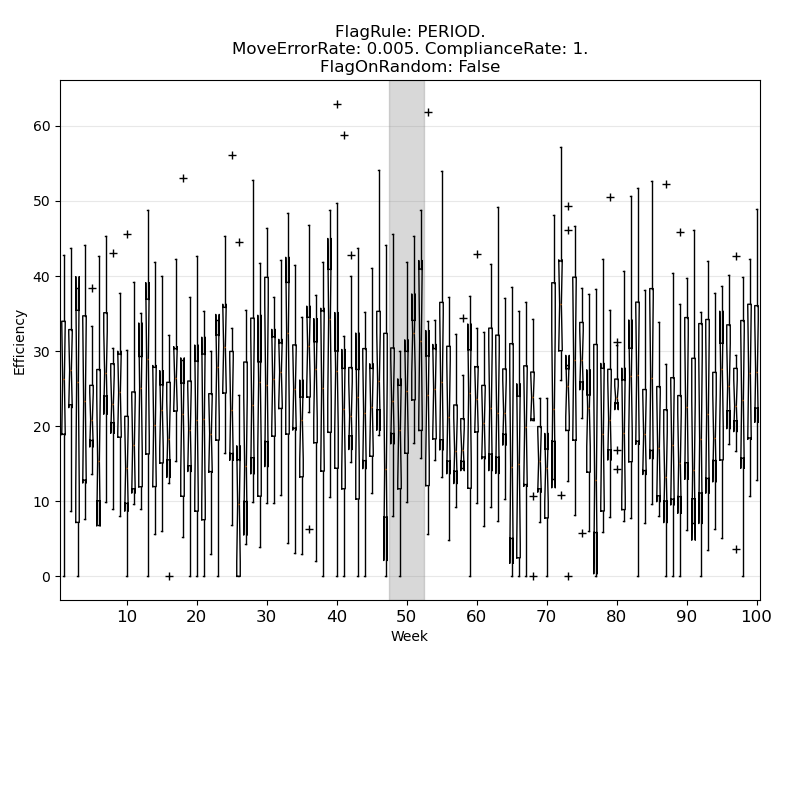 FlagRule: PERIOD.
MoveErrorRate: 0.005. ComplianceRate: 1.
FlagOnRandom: False
Efficiency
60
50
40
30
20
10
0
10 20 30 40 50 60 70 80 90 100
Week